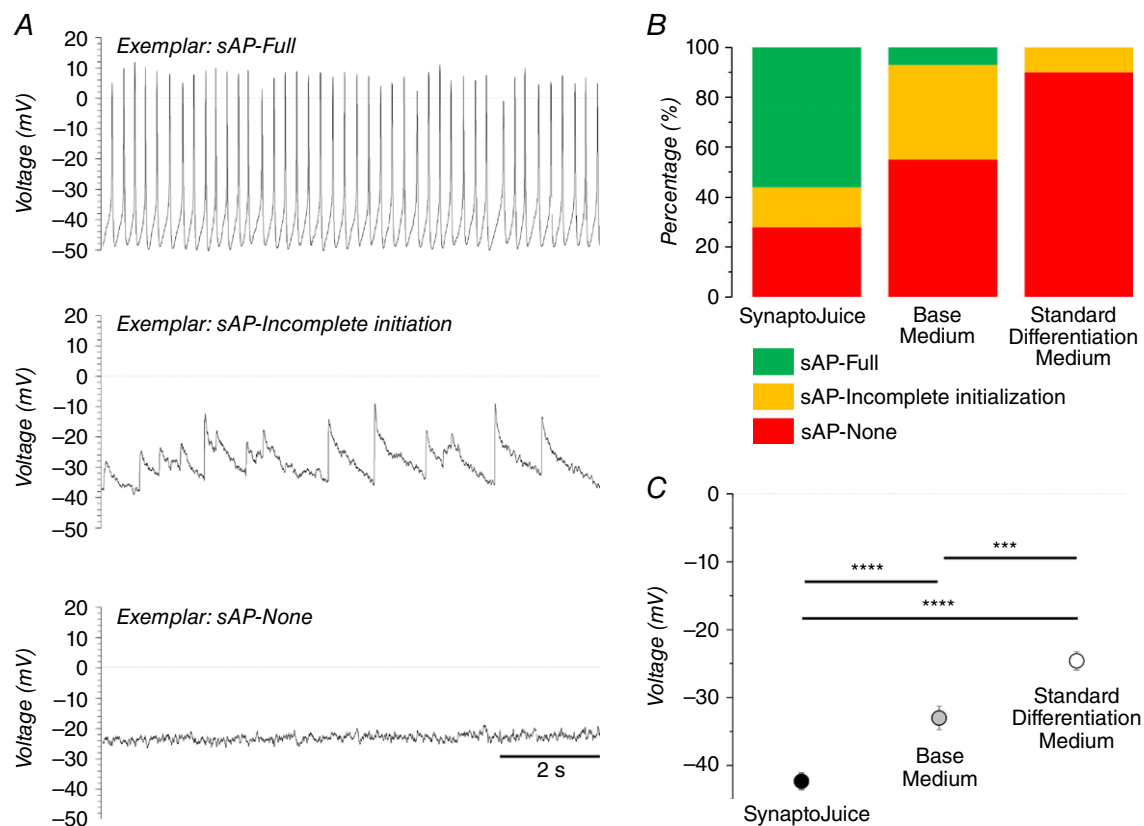 A
Exemplar: sAP-Full
Voltage (mV)
20
10
0
–10
–20
–30
–40
–50
Exemplar: sAP-Incomplete initiation
Voltage (mV)
20
10
0
–10
–20
–30
–40
–50
Exemplar: sAP-None
Voltage (mV)
20
10
0
–10
–20
–30
–40
–50
2 s
B
Percentage (%)
100
80
60
40
20
0
SynaptoJuice
Base
Medium
Standard
Differentiation
Medium
sAP-Full
sAP-Incomplete initialization
sAP-None
C
Voltage (mV)
0
–10
–20
–30
–40
***
****
****
Standard
Differentiation
Medium
Base
Medium
SynaptoJuice